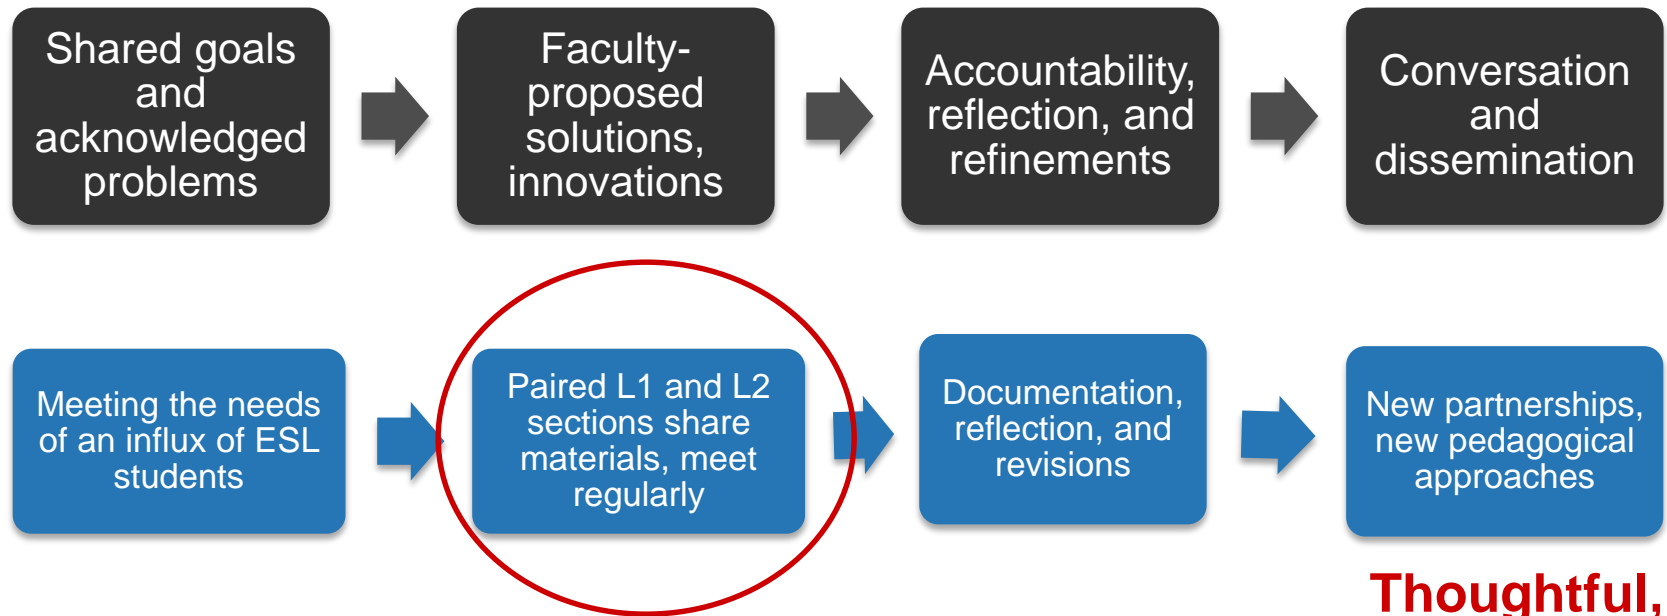 Shared goals
and
acknowledged
problems
Faculty-
proposed
solutions,
innovations
Accountability,
reflection, and
refinements
Conversation
and
dissemination
Meeting the needs
of an influx of ESL
students
Paired L1 and L2
sections share
materials, meet
regularly
Documentation,
reflection, and
revisions
New partnerships,
new pedagogical
approaches
Thoughtful,